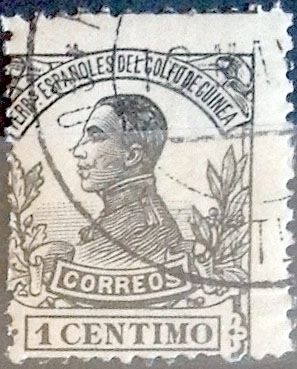 TERRS ESPAÑOLES DEL GOLFO DE GUINEA
CORREOS
1 CENTIMO